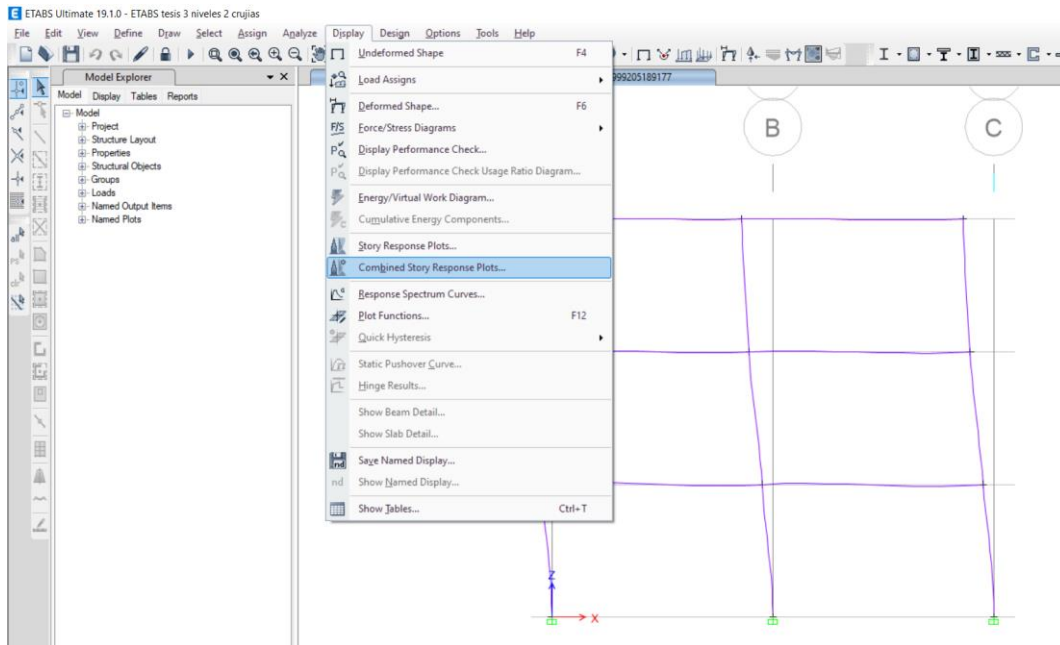 ETABS Ultimate 19.1.0 - ETABS tesis 3 niveles 2 crujias
File Edit View Define Draw Select Assign Analyze Display Design Options Tools Help
Model Explorer
999205189177
Model Display Tables Reports
Model
Project
Structure Layout
Properties
Structural Objects
Groups
Loads
Named Output Items
Named Plots
Undeformed Shape F4
Load Assigns
Deformed Shape... F6
Force/Stress Diagrams
Display Performance Check...
Display Performance Check Usage Ratio Diagram...
Energy/Virtual Work Diagram...
Cumulative Energy Components...
Story Response Plots...
Combined Story Response Plots...
Response Spectrum Curves...
Plot Functions... F12
Quick Hysteresis
Static Pushover Curve...
Hinge Results...
Show Beam Detail...
Show Slab Detail...
Save Named Display...
nd Show Named Display...
Show Tables... Ctrl+T
B
C
Z
X